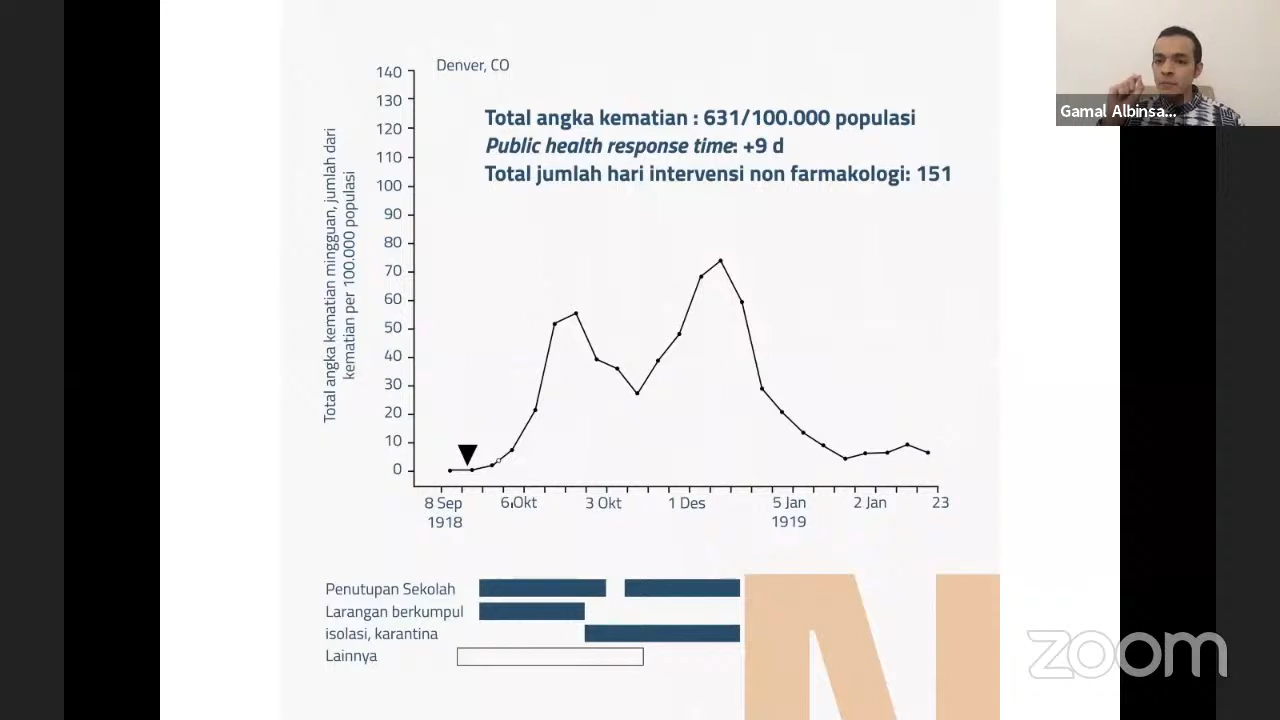 Denver, CO
Total angka kematian : 631/100.000 populasi
Public health response time: +9 d
Total jumlah hari intervensi non farmakologi: 151
Total angka kematian mingguan, jumlah dari
kematian per 100.000 populasi
140
130
120
110
100
90
80
70
60
50
40
30
20
10
0
8 Sep 6 Okt 3 Okt 1 Des 5 Jan 2 Jan 23
1918 1919
Penutupan Sekolah
Larangan berkumpul
isolasi, karantina
Lainnya
Gamal Albinsa...
zoom